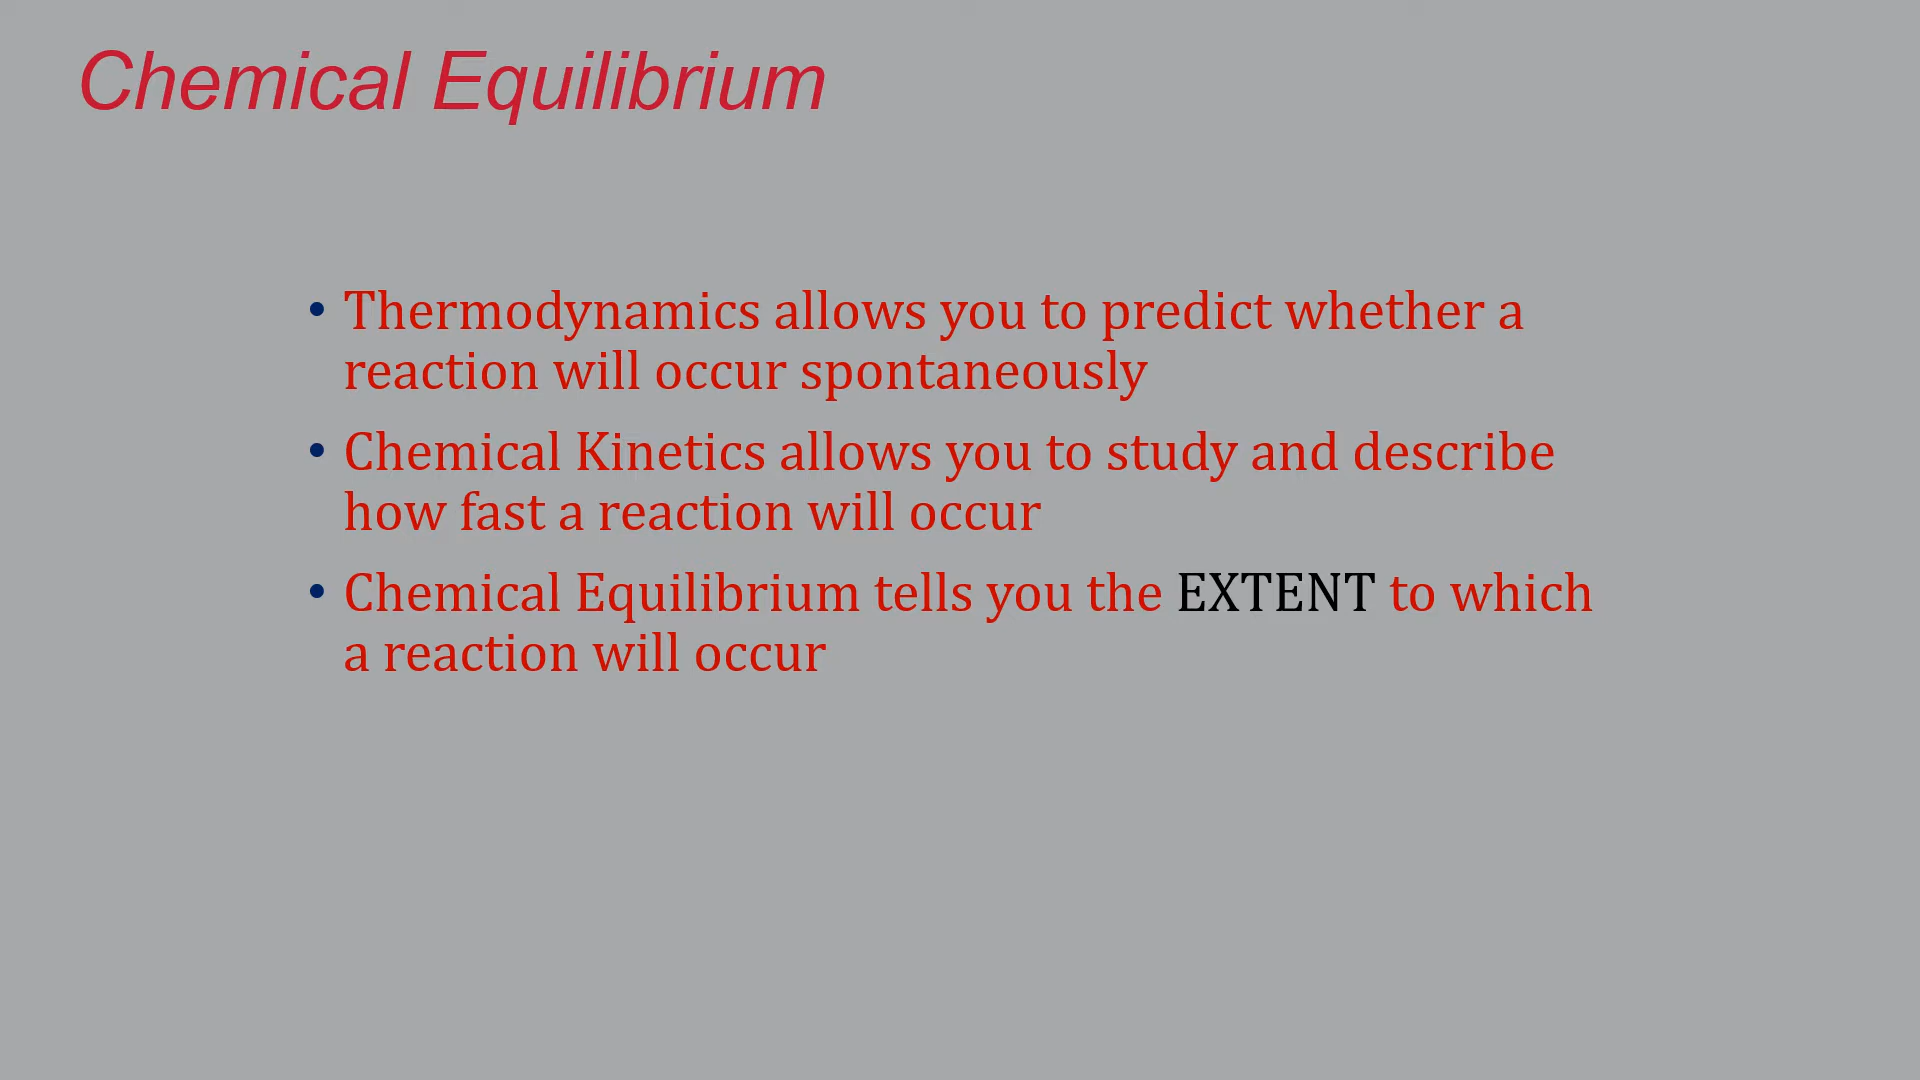 Chemical Equilibrium
• Thermodynamics allows you to predict whether a
reaction will occur spontaneously
• Chemical Kinetics allows you to study and describe
how fast a reaction will occur
• Chemical Equilibrium tells you the EXTENT to which
a reaction will occur